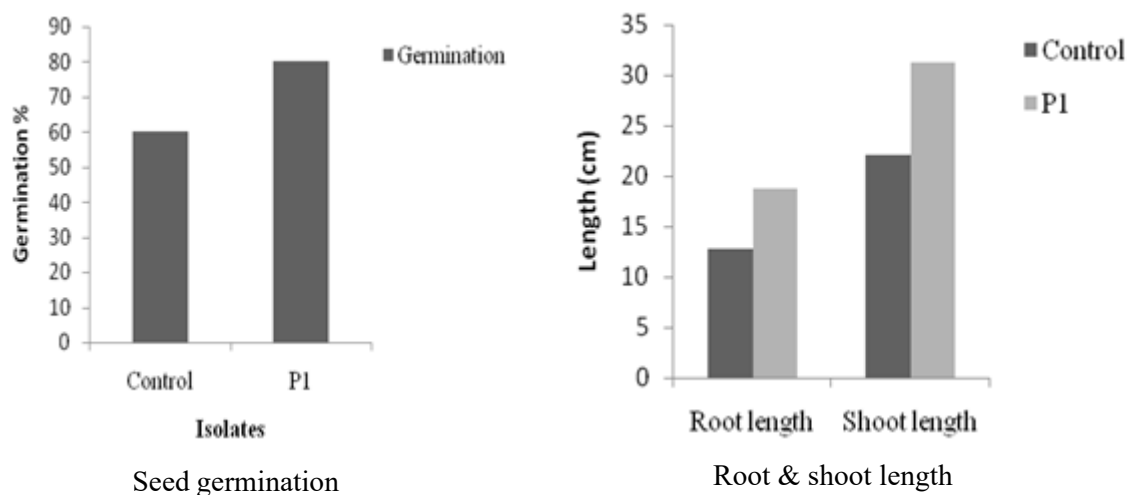 90
80
70
60
50
40
30
20
10
0
Germination %
Germination
Control P1
Isolates
Seed germination
35
30
25
20
15
10
5
0
Length (cm)
Control
P1
Root length Shoot length
Root & shoot length